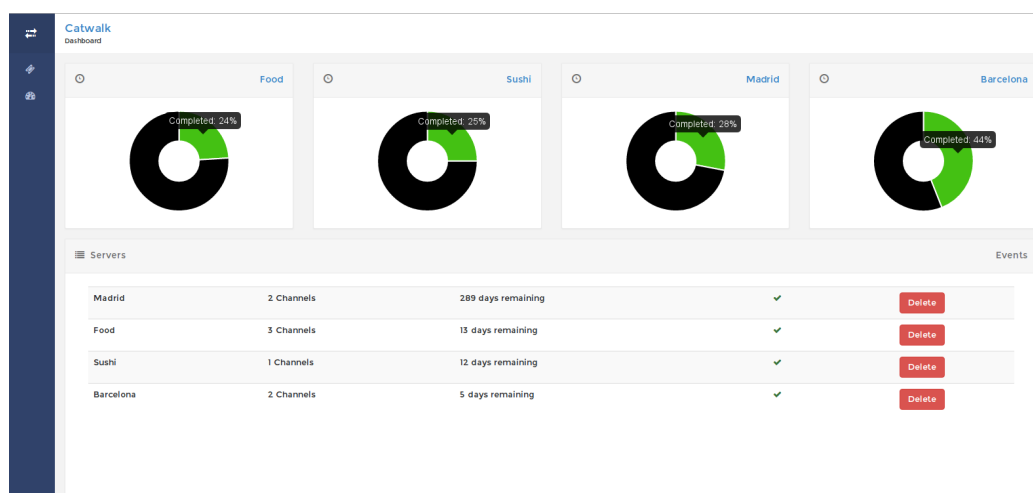 Catwalk
Dashboard
Food
Sushi
Madrid
Barcelona
Completed: 24%
Completed: 25%
Completed: 28%
Completed: 44%
Servers
Events
Madrid 2 Channels 289 days remaining Delete
Food 3 Channels 13 days remaining Delete
Sushi 1 Channels 12 days remaining Delete
Barcelona 2 Channels 5 days remaining Delete